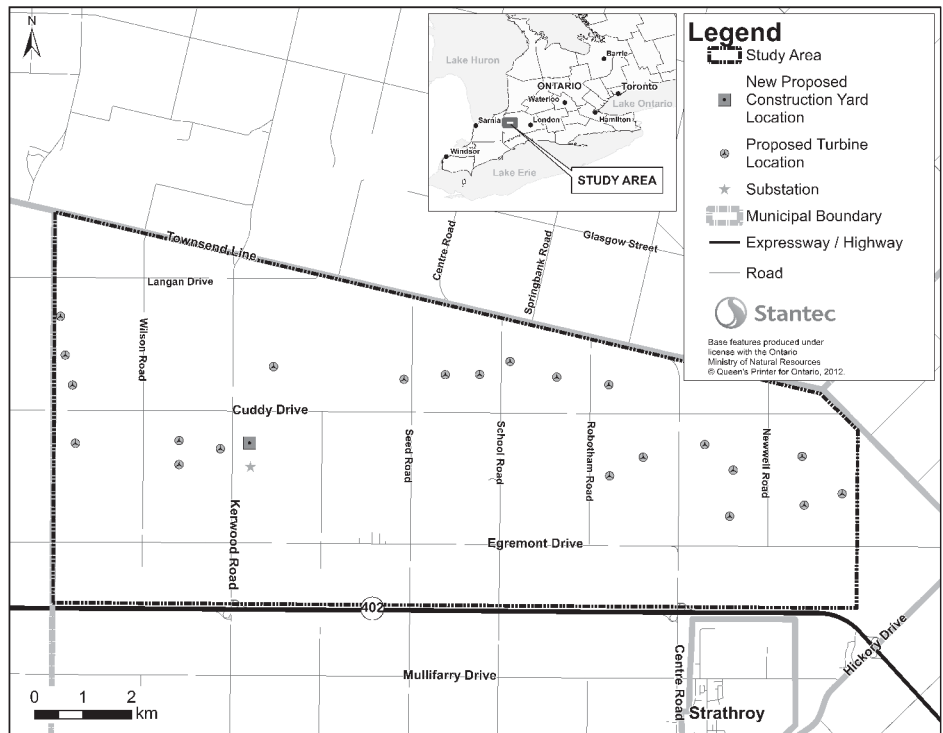 N
Lake Huron
Barrie
ONTARIO
Toronto
Waterloo
Lake Ontario
Sarnia
London
Hamilton
Windsor
Lake Erie
STUDY AREA
Legend
Study Area
New Proposed
Construction Yard
Location
Proposed Turbine
Location
Substation
Municipal Boundary
Expressway / Highway
Road
Stantec
Base features produced under
license with the Ontario
Ministry of Natural Resources
© Queen's Printer for Ontario, 2012.
Townsend Line
Centre Road
Springbank Road
Glasgow Street
Langan Drive
Wilson Road
Cuddy Drive
Seed Road
School Road
Robotham Road
Newwell Road
Kerwood Road
Egremont Drive
402
Mullifarry Drive
Centre Road
Hickory Drive
Strathroy
0 1 2
km